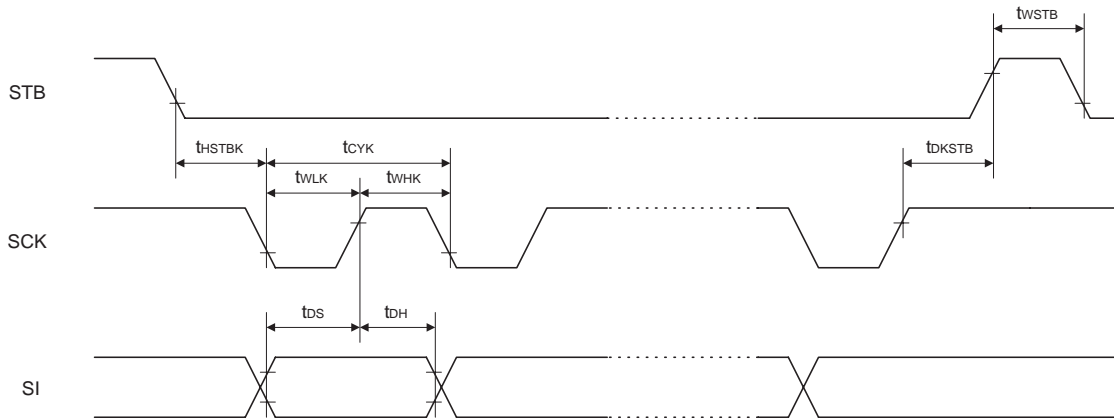 tWSTB
STB
tHSTBK
tCYK
tDKSTB
tWLK
tWHK
SCK
tDS
tDH
SI